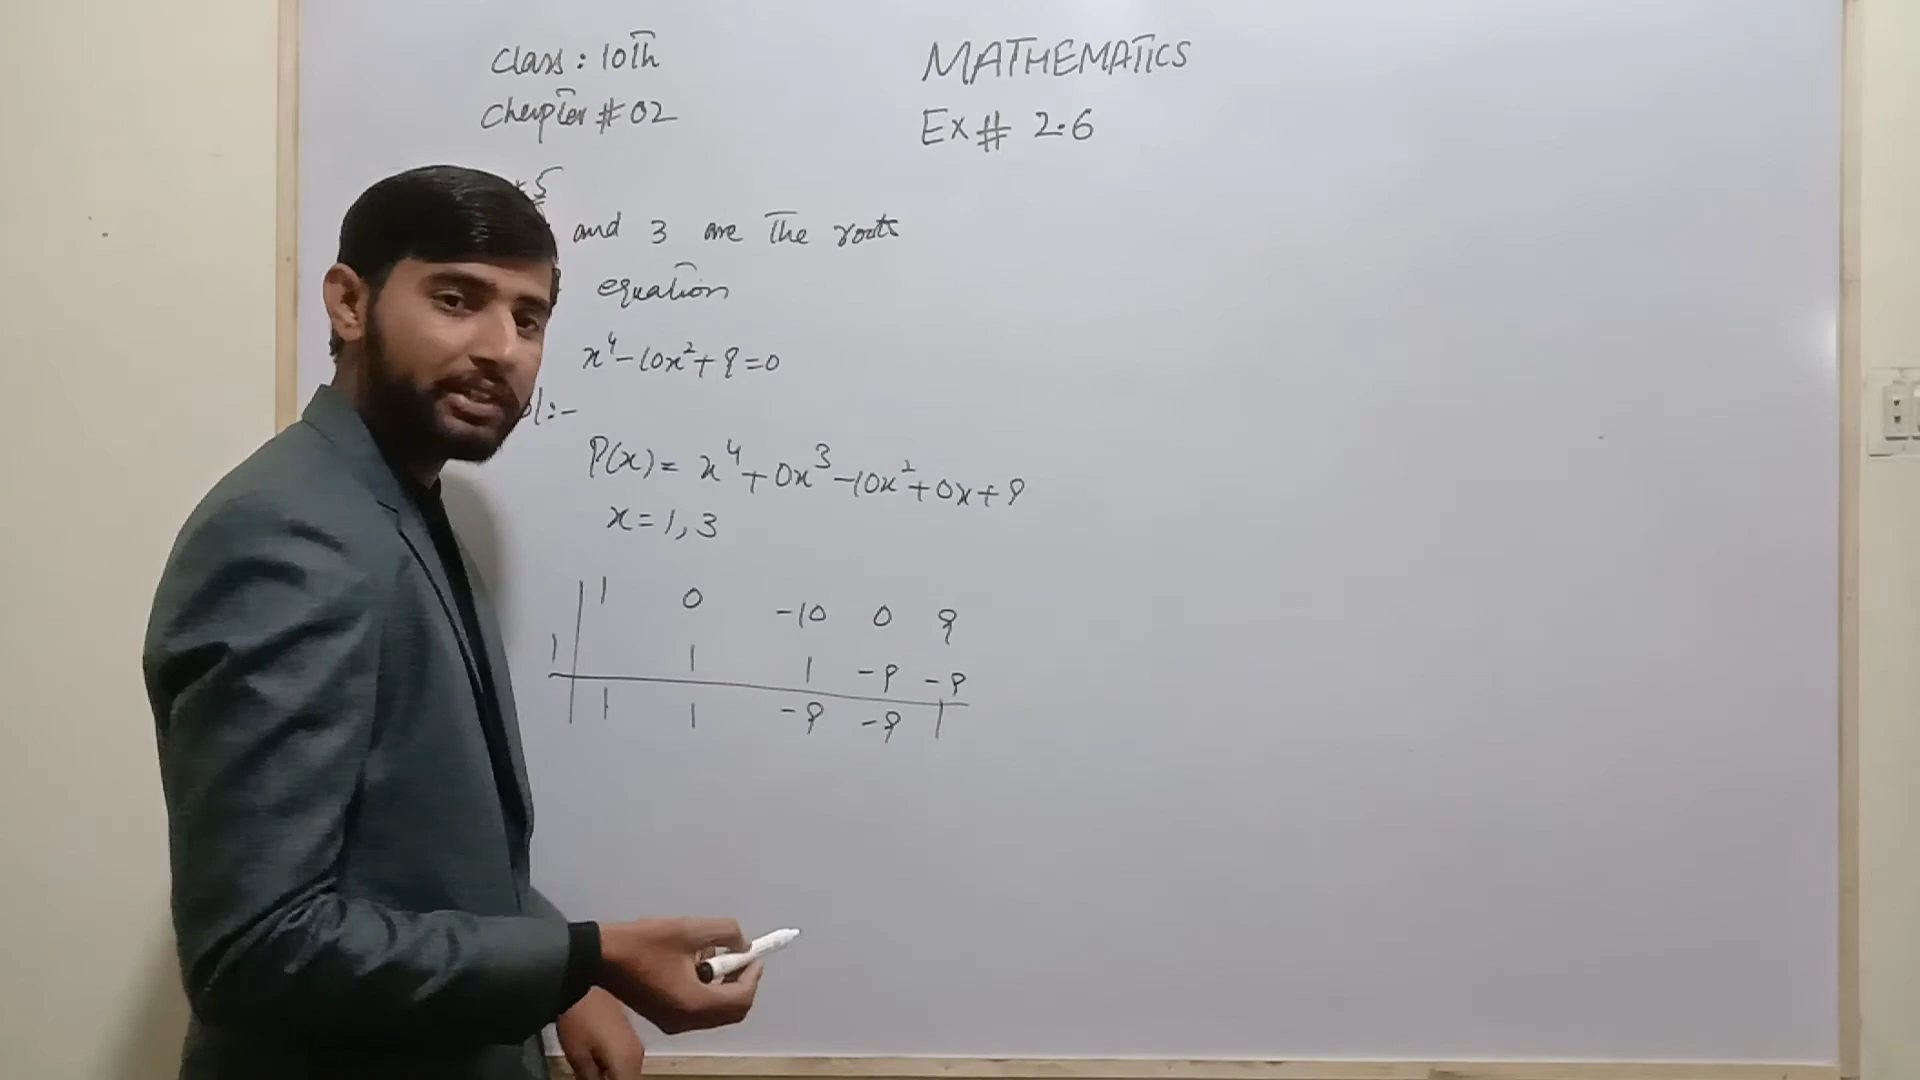 Class: 10th
MATHEMATICS
Chapter # 02
Ex# 2.6
5
and 3 are The roots
equation
x⁴-10x²+9=0
ol:-
P(x)= x⁴+0x³-10x²+0x+9
x=1,3
1 0 -10 0 9
1 1 1 -9 -9
1 1 -9 -9